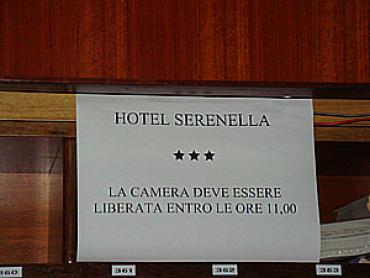 HOTEL SERENELLA
★★★
LA CAMERA DEVE ESSERE
LIBERATA ENTRO LE ORE 11,00
360 361 362 363